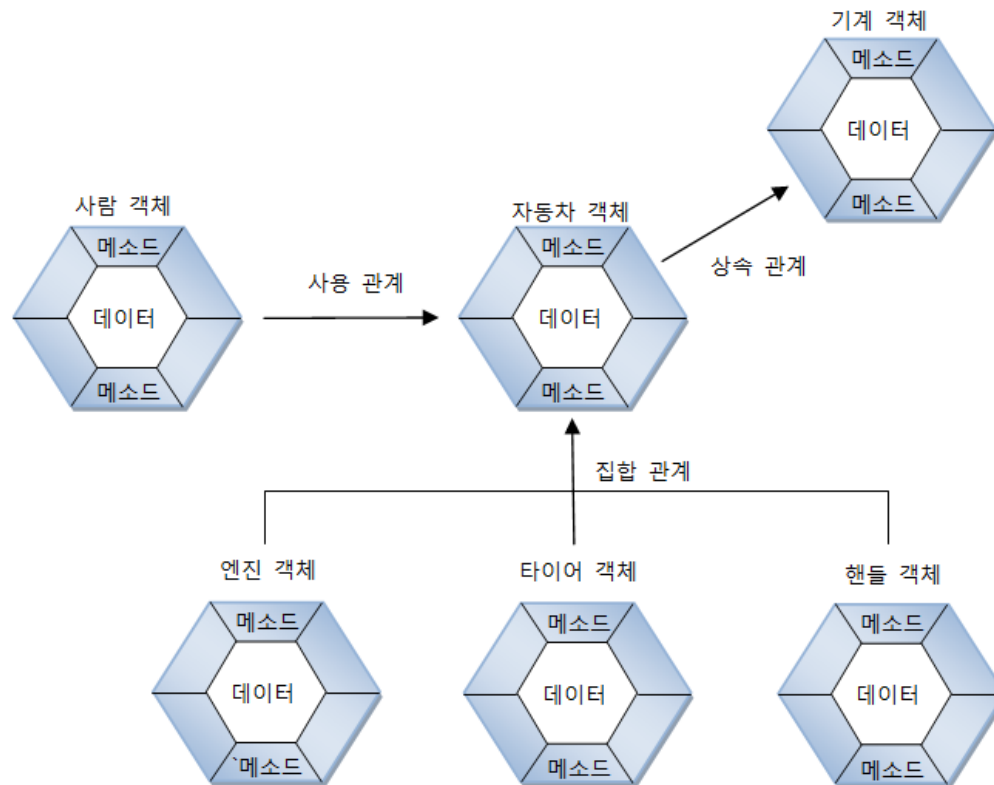 기계 객체
메소드
데이터
메소드
사람 객체
메소드
데이터
메소드
사용 관계
자동차 객체
메소드
데이터
메소드
상속 관계
집합 관계
엔진 객체
메소드
데이터
`메소드
타이어 객체
메소드
데이터
메소드
핸들 객체
메소드
데이터
메소드